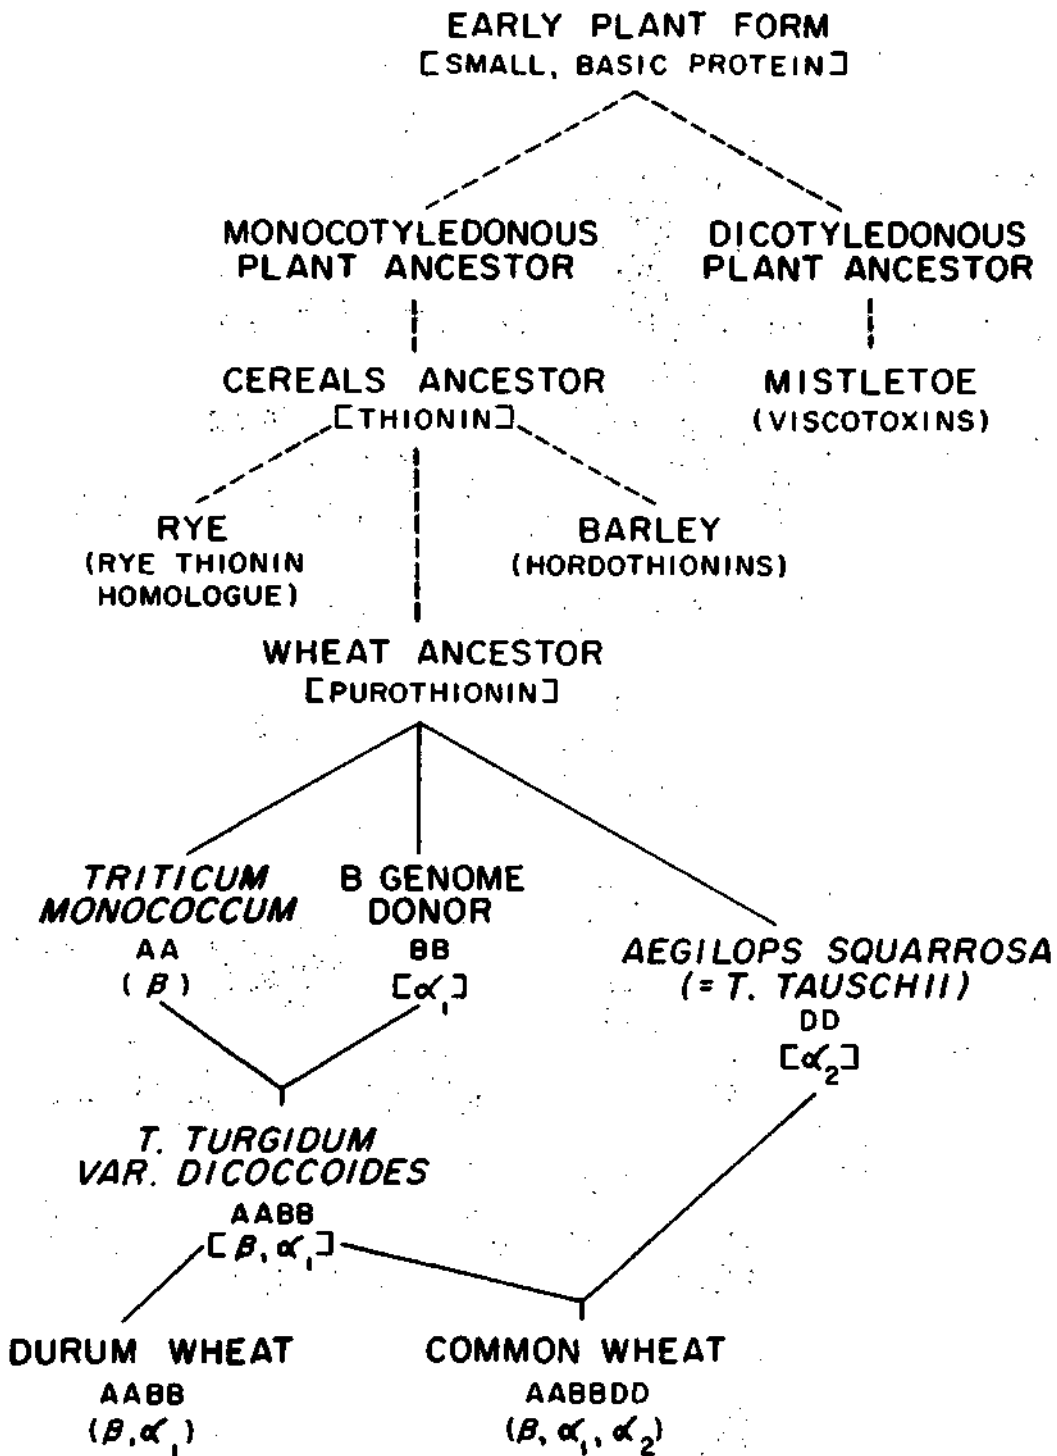 EARLY PLANT FORM
[SMALL, BASIC PROTEIN]
MONOCOTYLEDONOUS
PLANT ANCESTOR
DICOTYLEDONOUS
PLANT ANCESTOR
CEREALS ANCESTOR
[THIONIN]
MISTLETOE
(VISCOTOXINS)
RYE
(RYE THIONIN
HOMOLOGUE)
BARLEY
(HORDOTHIONINS)
WHEAT ANCESTOR
[PUROTHIONIN]
TRITICUM
MONOCOCCUM
AA
(β)
B GENOME
DONOR
BB
[α₁]
AEGILOPS SQUARROSA
(= T. TAUSCHII)
DD
[α₂]
T. TURGIDUM
VAR. DICOCCOIDES
AABB
[β, α₁]
DURUM WHEAT
AABB
(β, α₁)
COMMON WHEAT
AABBDD
(β, α₁, α₂)